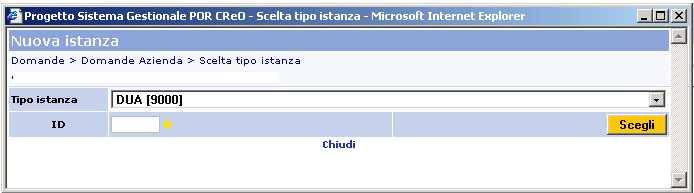 Progetto Sistema Gestionale POR CReO - Scelta tipo istanza - Microsoft Internet Explorer
Nuova istanza
Domande > Domande Azienda > Scelta tipo istanza
Tipo istanza DUA [9000]
ID Scegli
Chiudi